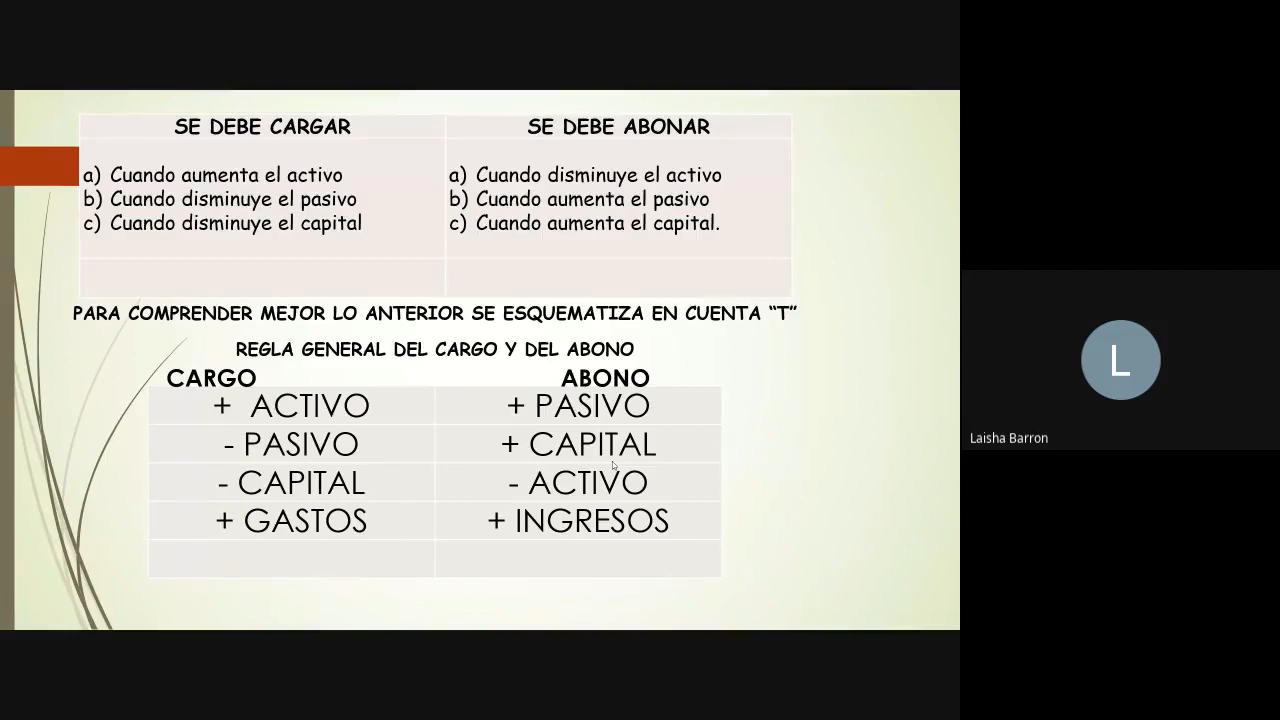 SE DEBE CARGAR
SE DEBE ABONAR
a) Cuando aumenta el activo
b) Cuando disminuye el pasivo
c) Cuando disminuye el capital
a) Cuando disminuye el activo
b) Cuando aumenta el pasivo
c) Cuando aumenta el capital.
PARA COMPRENDER MEJOR LO ANTERIOR SE ESQUEMATIZA EN CUENTA “T”
REGLA GENERAL DEL CARGO Y DEL ABONO
CARGO
ABONO
+ ACTIVO
+ PASIVO
- PASIVO
+ CAPITAL
- CAPITAL
- ACTIVO
+ GASTOS
+ INGRESOS
L
Laisha Barron